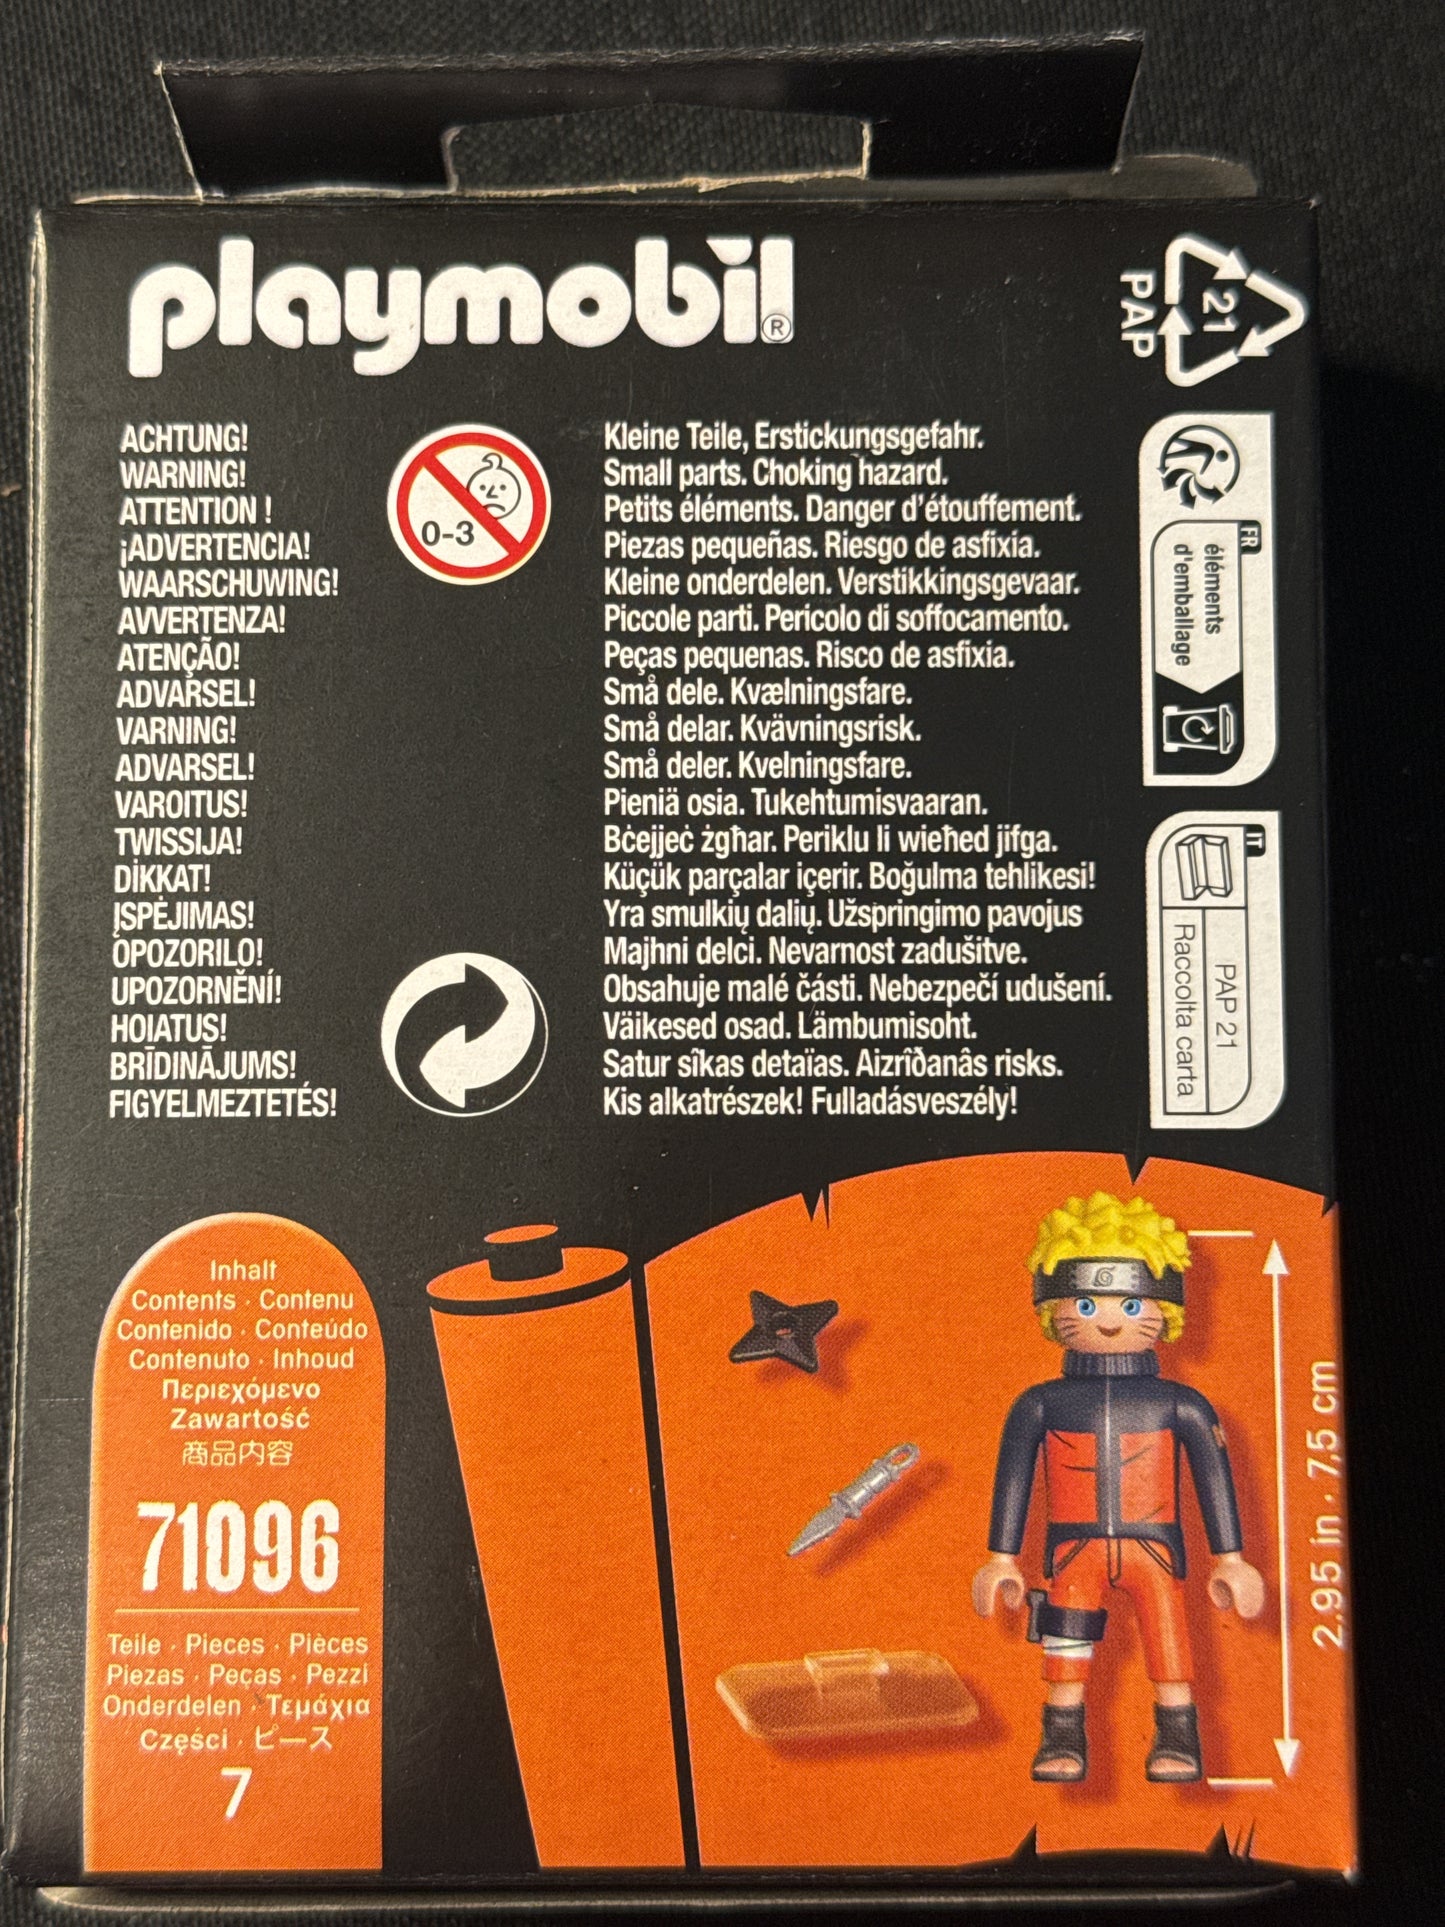 playmobil®
ACHTUNG!
WARNING!
ATTENTION !
¡ADVERTENCIA!
WAARSCHUWING!
AVVERTENZA!
ATENÇÃO!
ADVARSEL!
VARNING!
ADVARSEL!
VAROITUS!
TWISSIJA!
DİKKAT!
ĮSPĖJIMAS!
OPOZORILO!
UPOZORNĚNÍ!
HOIATUS!
BRĪDINĀJUMS!
FIGYELMEZTETÉS!
0-3
Kleine Teile, Erstickungsgefahr.
Small parts. Choking hazard.
Petits éléments. Danger d'étouffement.
Piezas pequeñas. Riesgo de asfixia.
Kleine onderdelen. Verstikkingsgevaar.
Piccole parti. Pericolo di soffocamento.
Peças pequenas. Risco de asfixia.
Små dele. Kvælningsfare.
Små delar. Kvävningsrisk.
Små deler. Kvelningsfare.
Pieniä osia. Tukehtumisvaaran.
Bċejjeċ żgħar. Periklu li wieħed jifga.
Küçük parçalar içerir. Boğulma tehlikesi!
Yra smulkių dalių. Užspringimo pavojus
Majhni delci. Nevarnost zadušitve.
Obsahuje malé části. Nebezpečí udušení.
Väikesed osad. Lämbumisoht.
Satur sîkas detaïas. Aizrîðanâs risks.
Kis alkatrészek! Fulladásveszély!
21
PAP
FR
éléments
d'emballage
IT
PAP 21
Raccolta carta
Inhalt
Contents · Contenu
Contenido · Conteúdo
Contenuto · Inhoud
Περιεχόμενο
Zawartość
商品内容
71096
Teile · Pieces · Pièces
Piezas · Peças · Pezzi
Onderdelen · Τεμάχια
Części · ピース
7
2.95 in · 7,5 cm